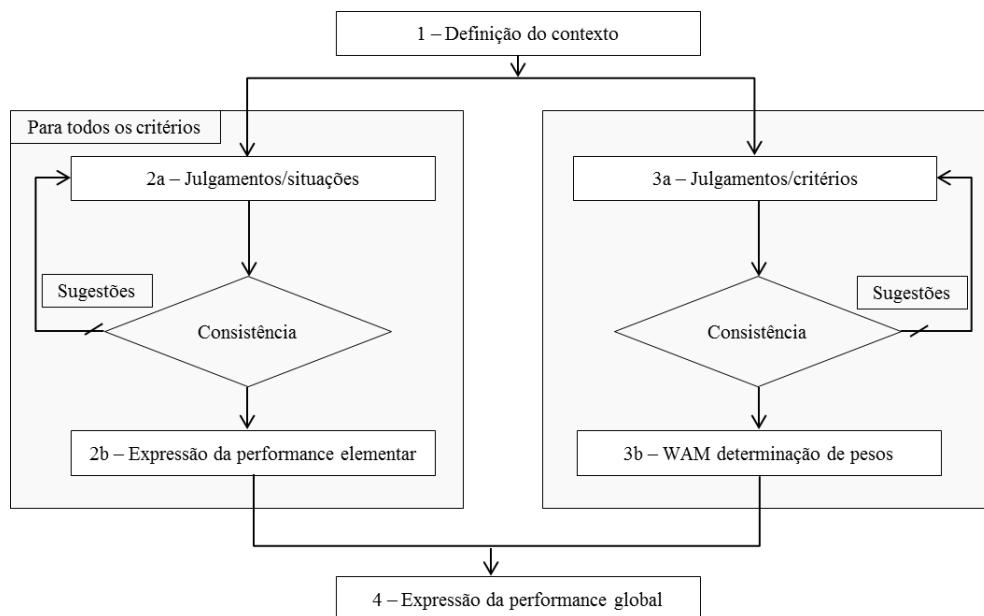 1 – Definição do contexto
Para todos os critérios
2a – Julgamentos/situações
Sugestões
Consistência
2b – Expressão da performance elementar
3a – Julgamentos/critérios
Sugestões
Consistência
3b – WAM determinação de pesos
4 – Expressão da performance global